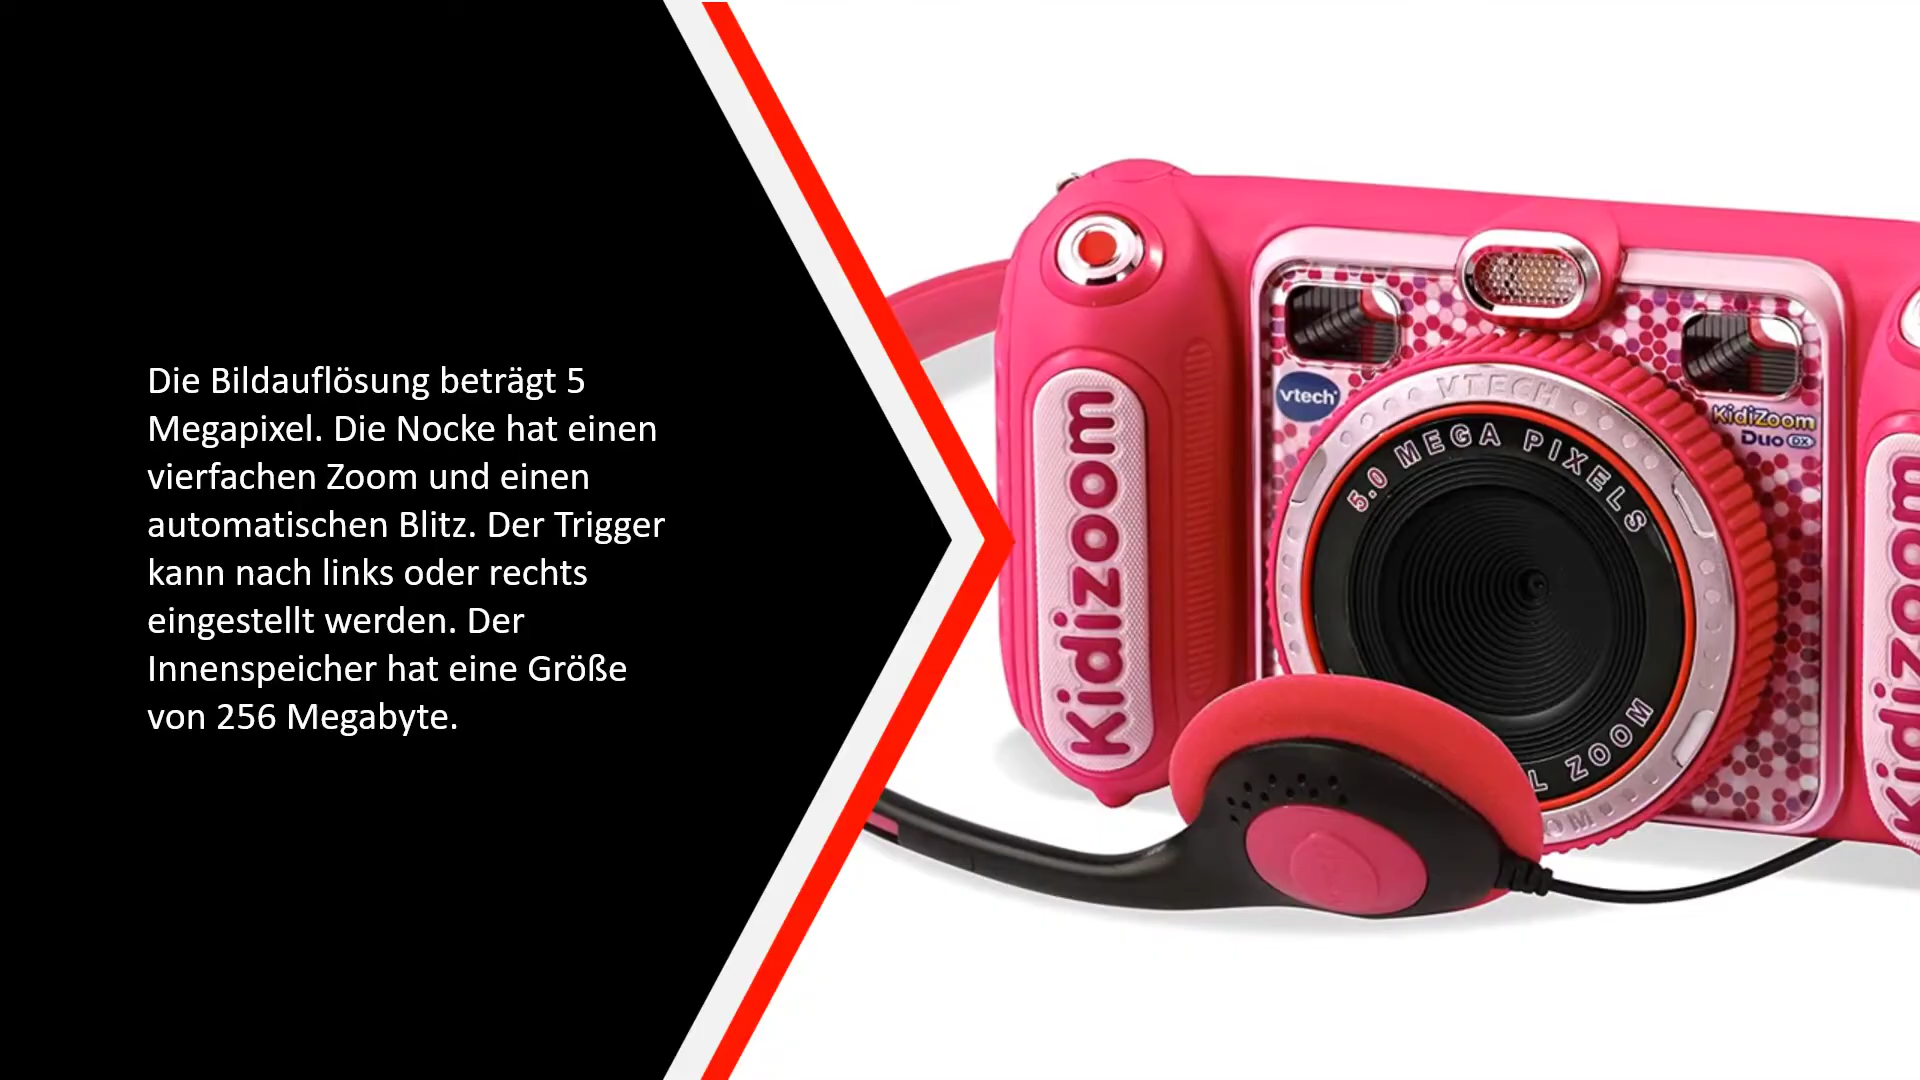 Die Bildauflösung beträgt 5
Megapixel. Die Nocke hat einen
vierfachen Zoom und einen
automatischen Blitz. Der Trigger
kann nach links oder rechts
eingestellt werden. Der
Innenspeicher hat eine Größe
von 256 Megabyte.
kidizoom
vtech
VTECH
KidiZoom
Duo DX
5.0 MEGA PIXELS
L ZOOM
kidizoom